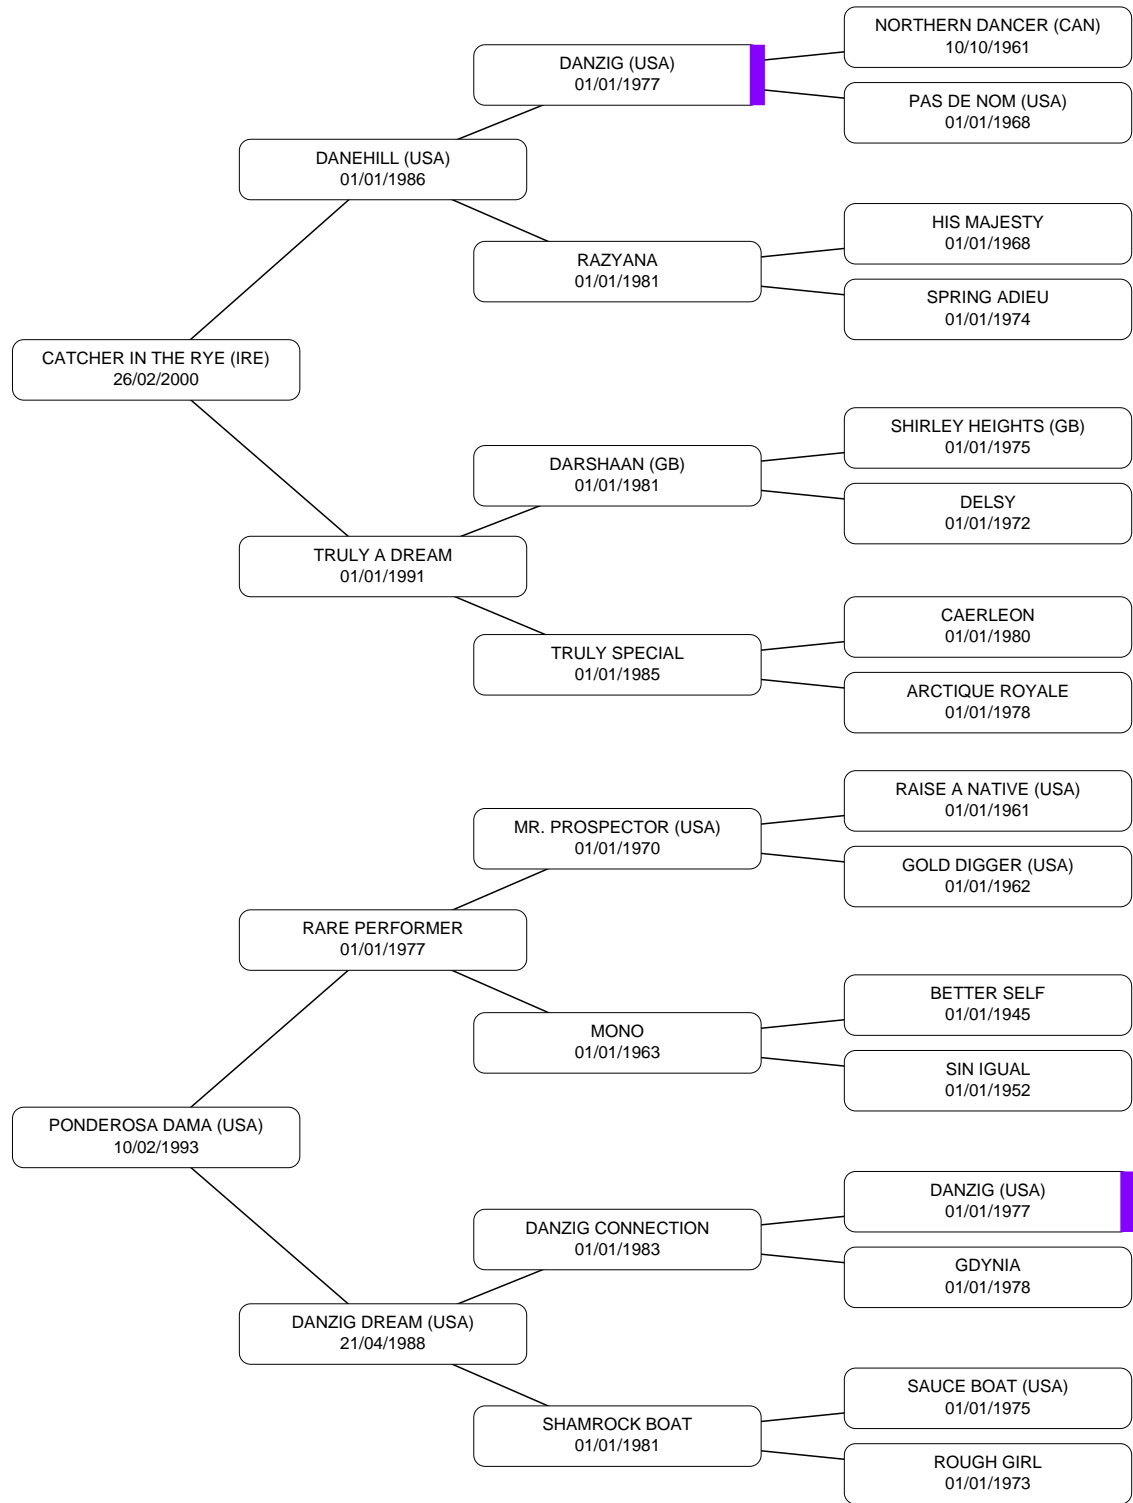 NORTHERN DANCER (CAN)
10/10/1961
DANZIG (USA)
01/01/1977
PAS DE NOM (USA)
01/01/1968
DANEHILL (USA)
01/01/1986
HIS MAJESTY
01/01/1968
RAZYANA
01/01/1981
SPRING ADIEU
01/01/1974
CATCHER IN THE RYE (IRE)
26/02/2000
SHIRLEY HEIGHTS (GB)
01/01/1975
DARSHAAN (GB)
01/01/1981
DELSY
01/01/1972
TRULY A DREAM
01/01/1991
CAERLEON
01/01/1980
TRULY SPECIAL
01/01/1985
ARCTIQUE ROYALE
01/01/1978
RAISE A NATIVE (USA)
01/01/1961
MR. PROSPECTOR (USA)
01/01/1970
GOLD DIGGER (USA)
01/01/1962
RARE PERFORMER
01/01/1977
BETTER SELF
01/01/1945
MONO
01/01/1963
SIN IGUAL
01/01/1952
PONDEROSA DAMA (USA)
10/02/1993
DANZIG (USA)
01/01/1977
DANZIG CONNECTION
01/01/1983
GDYNIA
01/01/1978
DANZIG DREAM (USA)
21/04/1988
SAUCE BOAT (USA)
01/01/1975
SHAMROCK BOAT
01/01/1981
ROUGH GIRL
01/01/1973